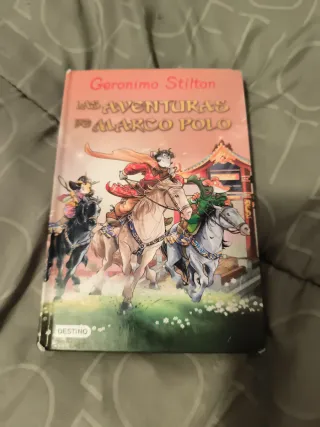 Geronimo Stilton
LAS AVENTURAS
DE MARCO POLO
DESTINO